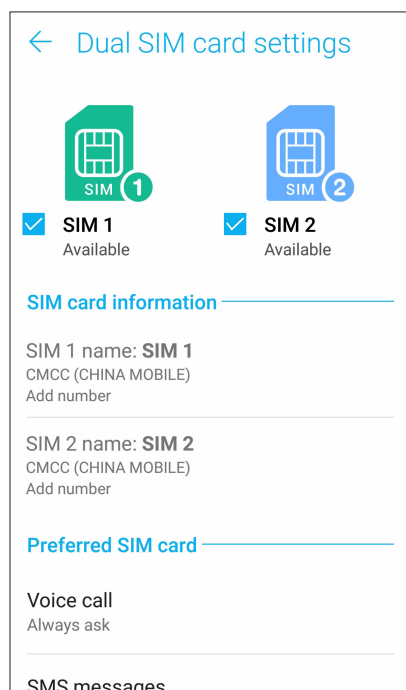 Dual SIM card settings
SIM 1
SIM 2
SIM 1
SIM 2
Available
Available
SIM card information
SIM 1 name: SIM 1
CMCC (CHINA MOBILE)
Add number
SIM 2 name: SIM 2
CMCC (CHINA MOBILE)
Add number
Preferred SIM card
Voice call
Always ask
SMS messages